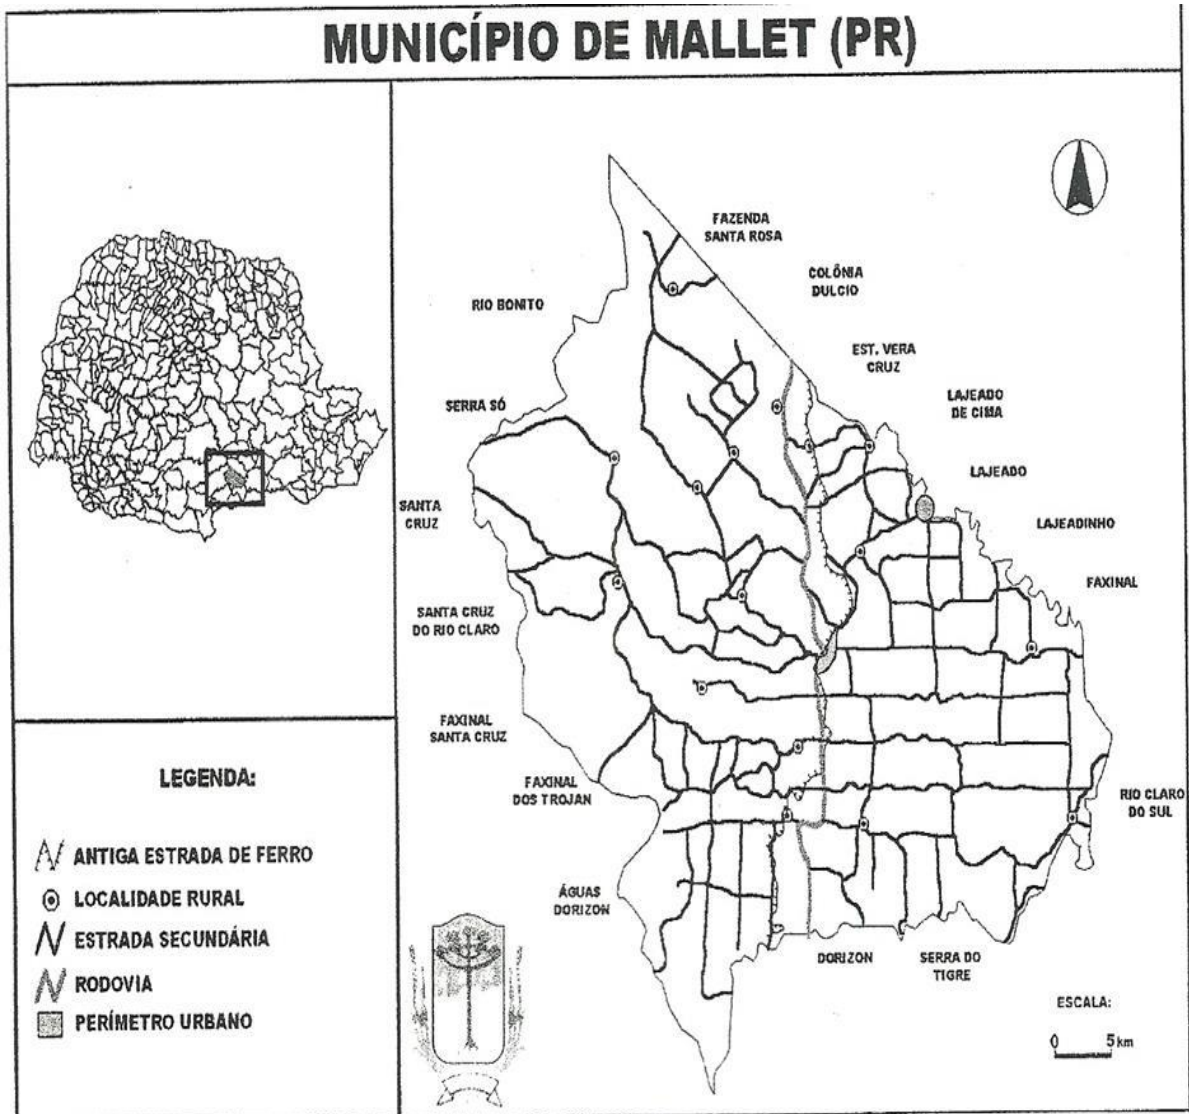 MUNICÍPIO DE MALLET (PR)
FAZENDA
SANTA ROSA
COLÔNIA
DULCIO
RIO BONITO
EST. VERA
CRUZ
SERRA SÓ
LAJEADO
DE CIMA
LAJEADO
SANTA
CRUZ
LAJEADINHO
FAXINAL
SANTA CRUZ
DO RIO CLARO
FAXINAL
SANTA CRUZ
FAXINAL
DOS TROJAN
RIO CLARO
DO SUL
ÁGUAS
DORIZON
DORIZON
SERRA DO
TIGRE
ESCALA:
0 5 km
LEGENDA:
ANTIGA ESTRADA DE FERRO
LOCALIDADE RURAL
ESTRADA SECUNDÁRIA
RODOVIA
PERÍMETRO URBANO